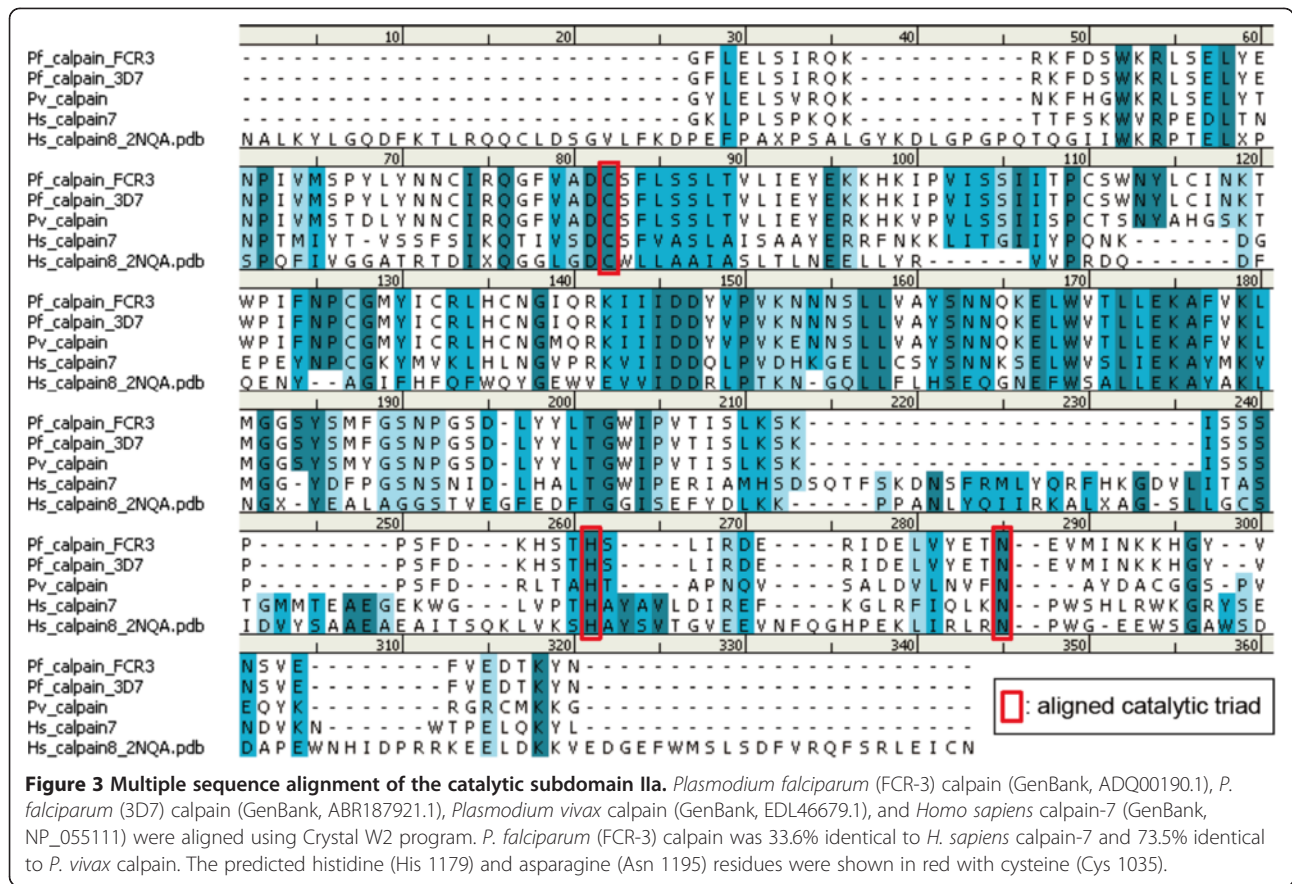 10 20 30 40 50 60
Pf_calpain_FCR3 --------------------------GFLELSIRQK----------RKFDSWKRLSELYE
Pf_calpain_3D7 --------------------------GFLELSIRQK----------RKFDSWKRLSELYE
Pv_calpain --------------------------GYLELSVRQK----------NKFHGWKRLSELYT
Hs_calpain7 --------------------------GKLPLSPKQK----------TTFSKWVRPEDLTN
Hs_calpain8_2NQA.pdb NALKYLGQDFKTLRQQCLDSGVLFKDPEFPAXPSALGYKDLGPGPQTQGIIWKRPTELXP
70 80 90 100 110 120
Pf_calpain_FCR3 NPIVMSPYLYNNCIRQGFVADCSFLSSLTVLIEYEKKHKIPVISSIITPCSWNYLCINKT
Pf_calpain_3D7 NPIVMSPYLYNNCIRQGFVADCSFLSSLTVLIEYEKKHKIPVISSIITPCSWNYLCINKT
Pv_calpain NPIVMSTDLYNNCIRQGFVADCSFLSSLTVLIEYERKHKVPVLSSIISPCTSNYAHGSKT
Hs_calpain7 NPTMIYT-VSSFSIKQTIVSDCSFVASLAISAAYERRFNKKLITGIIYPQNK------DG
Hs_calpain8_2NQA.pdb SPQFIVGGATRTDIXQGGLGDCWLLAAIASLTLNEELLYR------VVPRDQ------DF
130 140 150 160 170 180
Pf_calpain_FCR3 WPIFNPCGMYICRLHCNGIQRKIIIDDYVPVKNNNSLLVAYSNNQKELWVTLLEKAFVKL
Pf_calpain_3D7 WPIFNPCGMYICRLHCNGIQRKIIIDDYVPVKNNNSLLVAYSNNQKELWVTLLEKAFVKL
Pv_calpain WPIFNPCGMYICRLHCNGMQRKIIIDDYVPVKENNSLLVAYSNNQKELWVTLLEKAFVKL
Hs_calpain7 EPEYNPCGKYMVKLHLNGVPRKVIIDDQLPVDHKGELLCSYSNNKSELWVSLIEKAYMKV
Hs_calpain8_2NQA.pdb QENY--AGIFHFQFWQYGEWVEVVIDDRLPTKN-GQLLFLHSEQGNEFWSALLEKAYAKL
190 200 210 220 230 240
Pf_calpain_FCR3 MGGSYSMFGSNPGSD-LYYLTGWIPVTISLKSK-----------------------ISSS
Pf_calpain_3D7 MGGSYSMFGSNPGSD-LYYLTGWIPVTISLKSK-----------------------ISSS
Pv_calpain MGGSYSMYGSNPGSD-LYYLTGWIPVTISLKSK-----------------------ISSS
Hs_calpain7 MGG-YDFPGSNSNID-LHALTGWIPERIAMHSDSQTFSKDNSFRMLYQRFHKGDVLITAS
Hs_calpain8_2NQA.pdb NGX-YEALAGGSTVEGFEDFTGGISEFYDLKK-----PPANLYQIIRKALXAG-SLLGCS
250 260 270 280 290 300
Pf_calpain_FCR3 P--------PSFD---KHSTHS---LIRDE-----RIDELVYETN--EVMINKKHGY--V
Pf_calpain_3D7 P--------PSFD---KHSTHS---LIRDE-----RIDELVYETN--EVMINKKHGY--V
Pv_calpain P--------PSFD---RLTAHT---APNQV-----SALDVLNVFN----AYDACGGS-PV
Hs_calpain7 TGMMTEAEGEKWG---LVPTHAYAVLDIREF----KGLRFIQLKN--PWSHLRWKGRYSE
Hs_calpain8_2NQA.pdb IDVYSAAEAEAITSQKLVKSHAYSVTGVEEVNFQGHPEKLIRLRN--PWG-EEWSGAWSD
310 320 330 340 350 360
Pf_calpain_FCR3 NSVE--------FVEDTKYN-----------------------
Pf_calpain_3D7 NSVE--------FVEDTKYN-----------------------
Pv_calpain EQYK--------RGRCMKKG-----------------------
Hs_calpain7 NDVKN------WTPELQKYL-----------------------
Hs_calpain8_2NQA.pdb DAPEWNHIDPRRKEELDKKVEDGEFWMSLSDFVRQFSRLEICN
: aligned catalytic triad
Figure 3 Multiple sequence alignment of the catalytic subdomain IIa. Plasmodium falciparum (FCR-3) calpain (GenBank, ADQ00190.1), P.
falciparum (3D7) calpain (GenBank, ABR187921.1), Plasmodium vivax calpain (GenBank, EDL46679.1), and Homo sapiens calpain-7 (GenBank,
NP_055111) were aligned using Crystal W2 program. P. falciparum (FCR-3) calpain was 33.6% identical to H. sapiens calpain-7 and 73.5% identical
to P. vivax calpain. The predicted histidine (His 1179) and asparagine (Asn 1195) residues were shown in red with cysteine (Cys 1035).